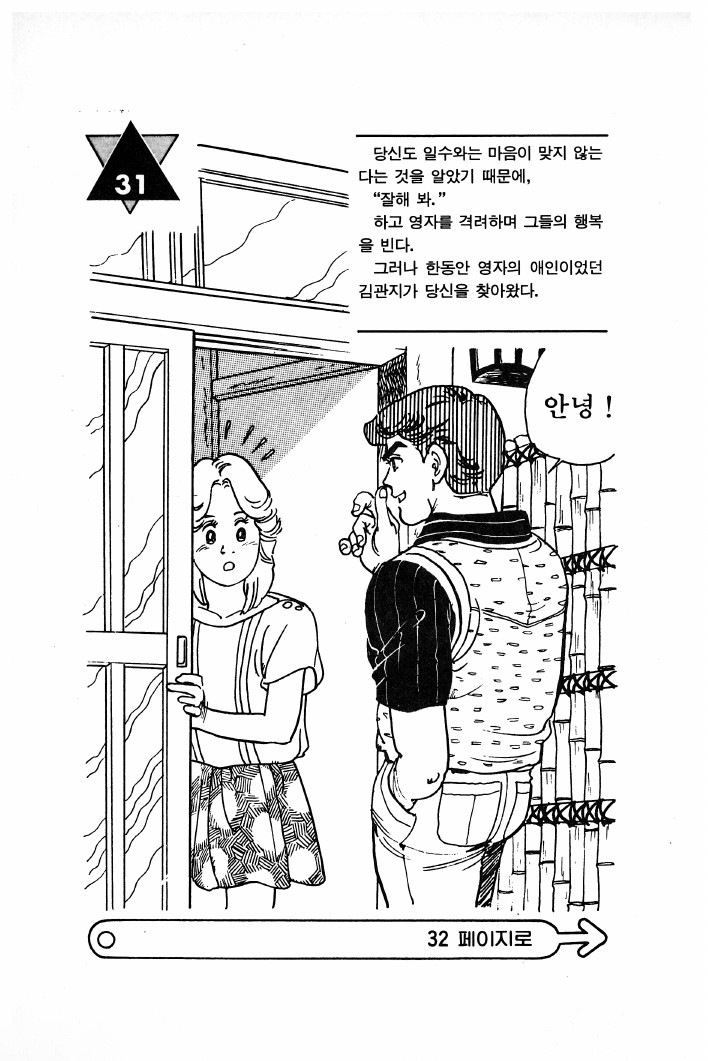 31
당신도 일수와는 마음이 맞지 않는
다는 것을 알았기 때문에,
“잘해 봐.”
하고 영자를 격려하며 그들의 행복
을 빈다.
그러나 한동안 영자의 애인이었던
김관지가 당신을 찾아왔다.
안녕 !
32 페이지로